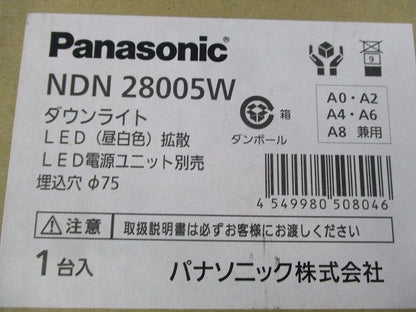 Panasonic®
NDN 28005W
ダウンライト
LED(昼白色)拡散
LED電源ユニット別売
埋込穴 φ75
箱
ダンボール
9
A0・A2
A4・A6
A8 兼用
4 549980 508046
注意
取扱説明書は必ずお客様にお渡しください
1台入
パナソニック株式会社